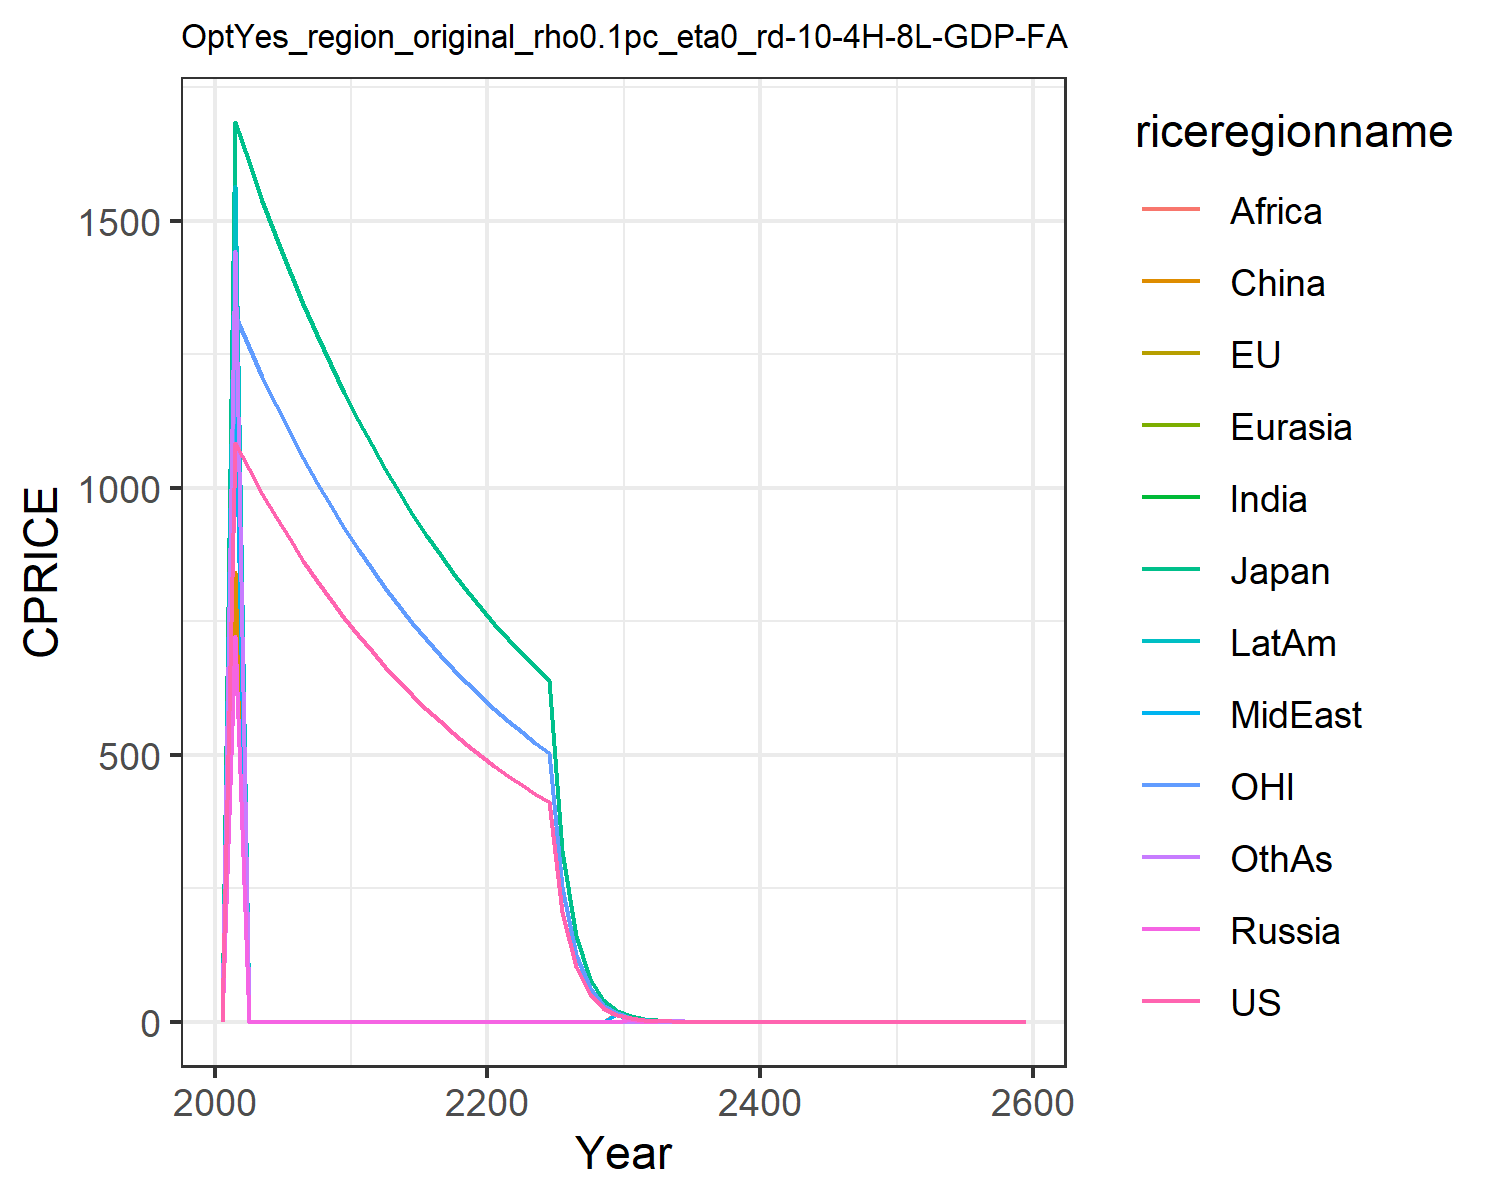 OptYes_region_original_rho0.1pc_eta0_rd-10-4H-8L-GDP-FA
CPRICE
1500
1000
500
0
2000 2200 2400 2600
Year
riceregionname
Africa
China
EU
Eurasia
India
Japan
LatAm
MidEast
OHI
OthAs
Russia
US